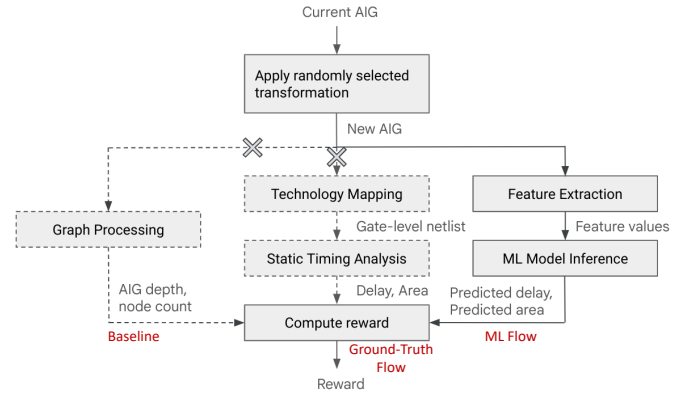 Current AIG
Apply randomly selected
transformation
New AIG
Technology Mapping
Feature Extraction
Graph Processing
Gate-level netlist
Feature values
Static Timing Analysis
ML Model Inference
AIG depth,
node count
Delay, Area
Predicted delay,
Predicted area
Compute reward
Baseline
Ground-Truth
Flow
ML Flow
Reward